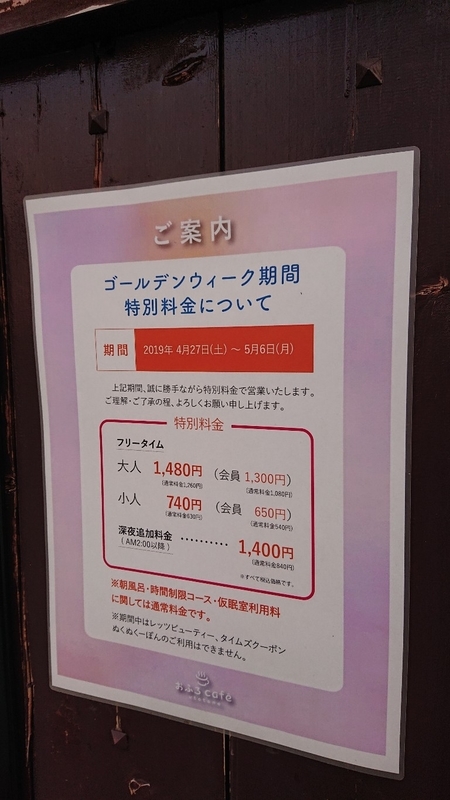 ご案内
ゴールデンウィーク期間
特別料金について
期間 2019年 4月27日(土) ～ 5月6日(月)
上記期間、誠に勝手ながら特別料金で営業いたします。
ご理解・ご了承の程、よろしくお願い申し上げます。
特別料金
フリータイム
大人 1,480円 (会員 1,300円)
(通常料金1,260円) (通常料金1,080円)
小人 740円 (会員 650円)
(通常料金630円) (通常料金540円)
深夜追加料金 ‥‥‥‥‥ 1,400円
(AM2:00以降) (通常料金840円)
※すべて税込価格です。
※朝風呂・時間制限コース・仮眠室利用料
に関しては通常料金です。
※期間中はレッツビューティー、タイムズクーポン
ぬくぬくーぽんのご利用はできません。
おふろcafé